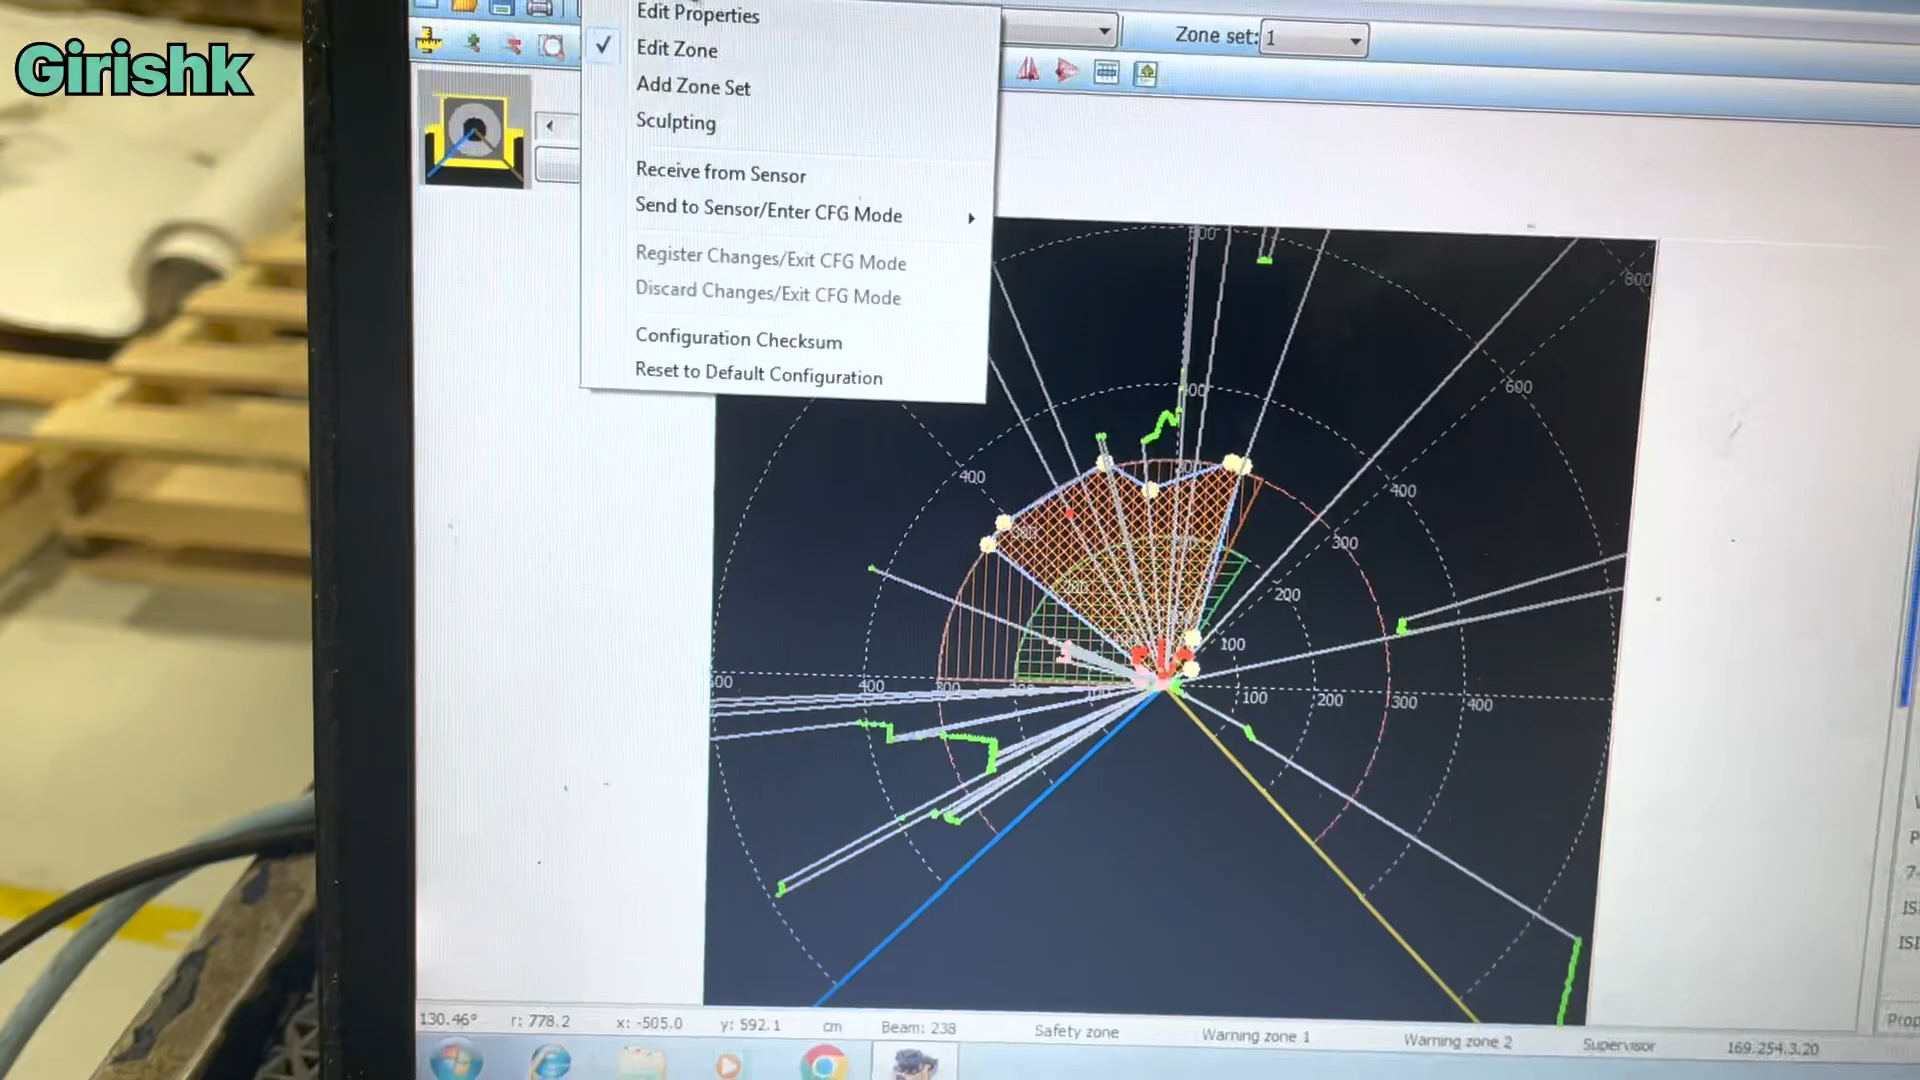 Girishk
Edit Properties
Zone set: 1
Edit Zone
Add Zone Set
Sculpting
Receive from Sensor
Send to Sensor/Enter CFG Mode
Register Changes/Exit CFG Mode
Discard Changes/Exit CFG Mode
Configuration Checksum
Reset to Default Configuration
800
600
400
400
300
200
100
400
300
100
200
300
400
130.46° r: 778.2 x: -505.0 y: 592.1 cm Beam: 238 Safety zone Warning zone 1 Warning zone 2 Supervisor 169.254.3.20